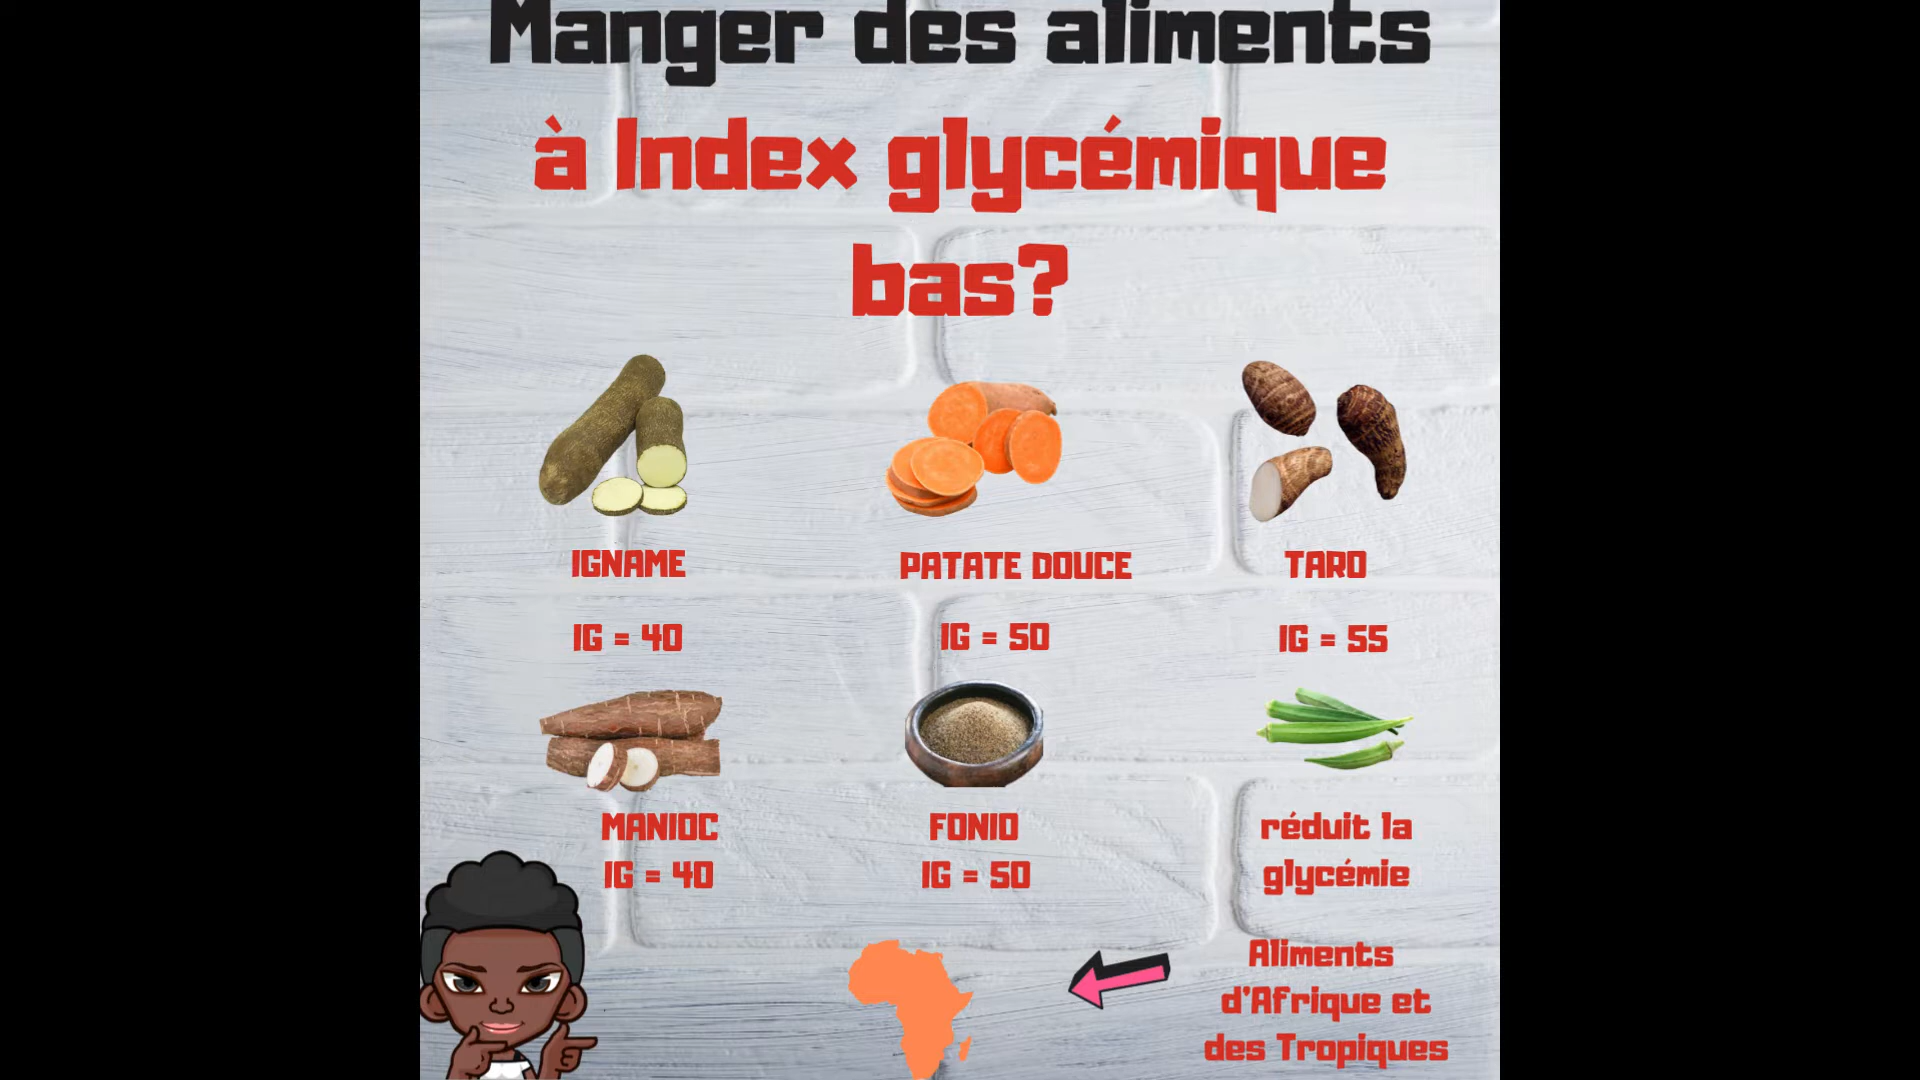 Manger des aliments
à Index glycémique
bas?
IGNAME
PATATE DOUCE
TARO
IG = 40
IG = 50
IG = 55
MANIOC
FONIO
réduit la
IG = 40
IG = 50
glycémie
Aliments
d'Afrique et
des Tropiques